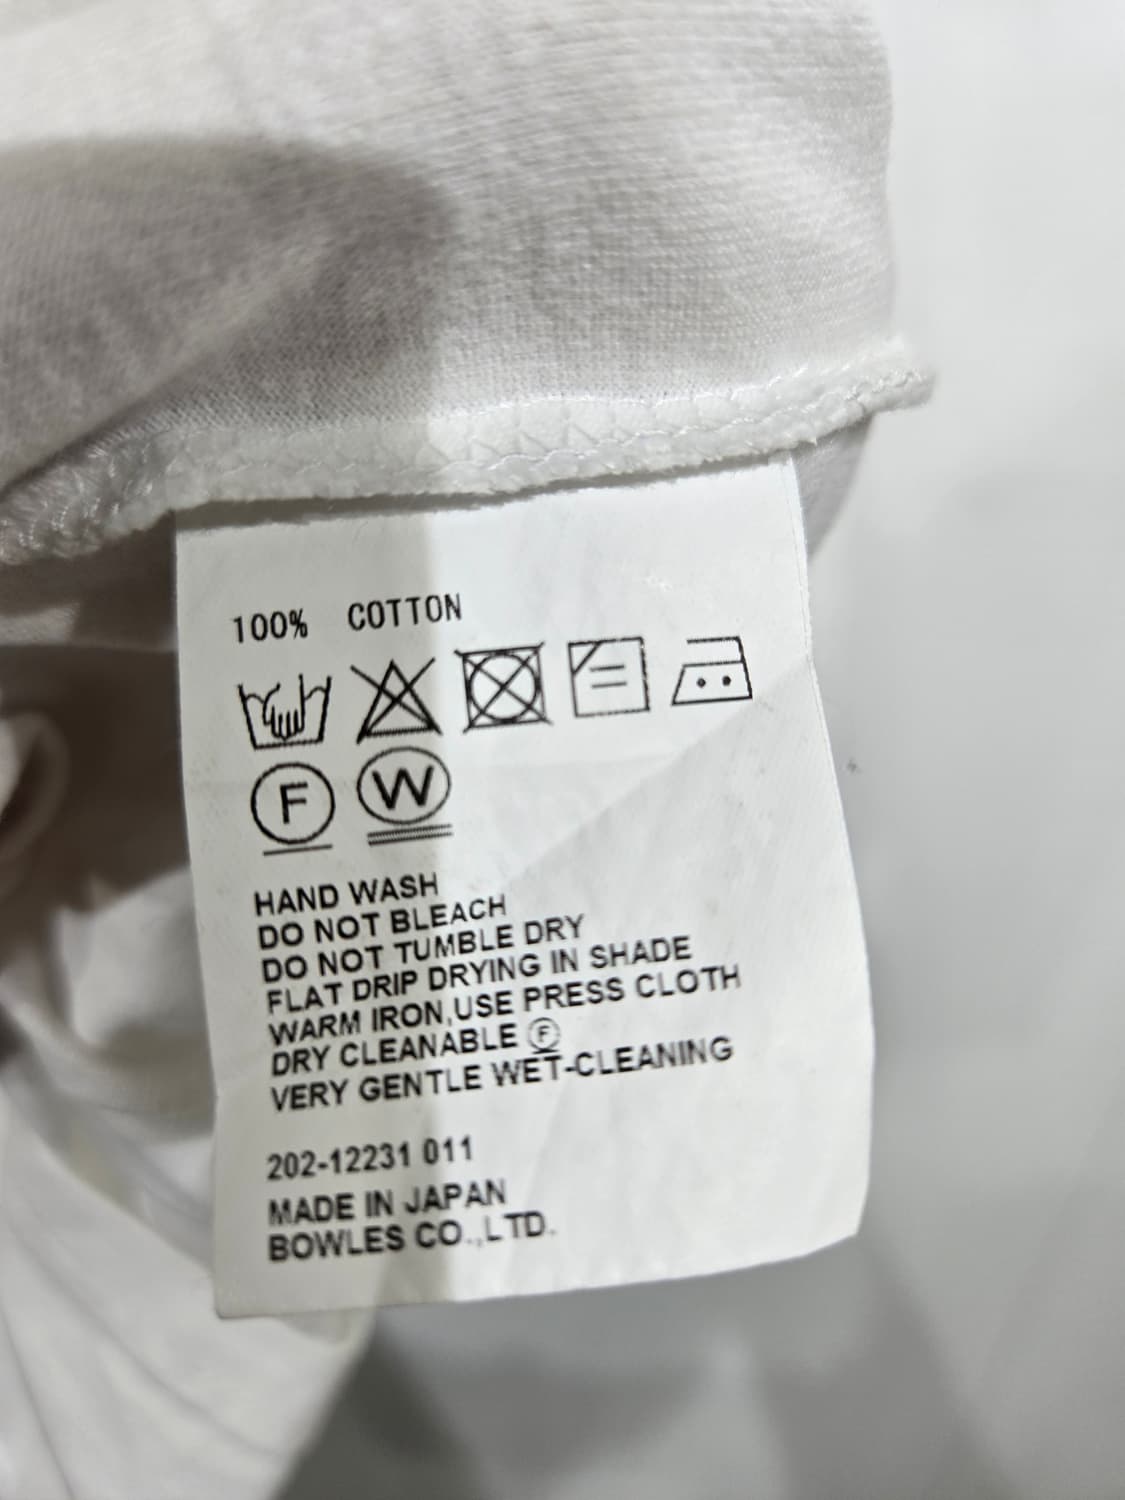 100% COTTON
F W
HAND WASH
DO NOT BLEACH
DO NOT TUMBLE DRY
FLAT DRIP DRYING IN SHADE
WARM IRON,USE PRESS CLOTH
DRY CLEANABLE Ⓕ
VERY GENTLE WET-CLEANING
202-12231 011
MADE IN JAPAN
BOWLES CO.,LTD.